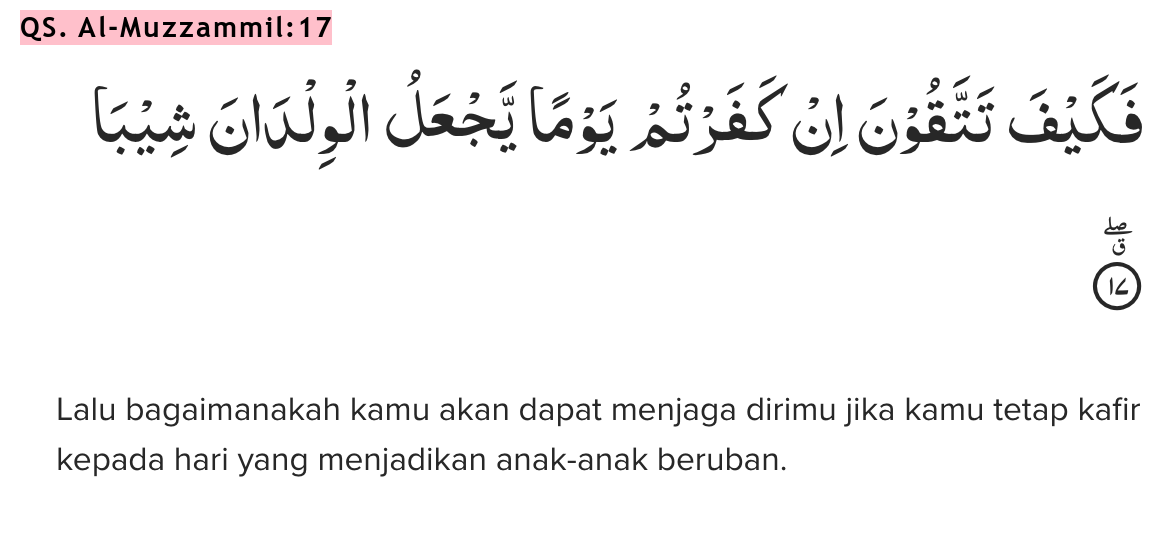 QS. Al-Muzzammil:17
فَكَيْفَ تَتَّقُوْنَ اِنْ كَفَرْتُمْ يَوْمًا يَّجْعَلُ الْوِلْدَانَ شِيْبًا
ۖق
١٧
Lalu bagaimanakah kamu akan dapat menjaga dirimu jika kamu tetap kafir
kepada hari yang menjadikan anak-anak beruban.